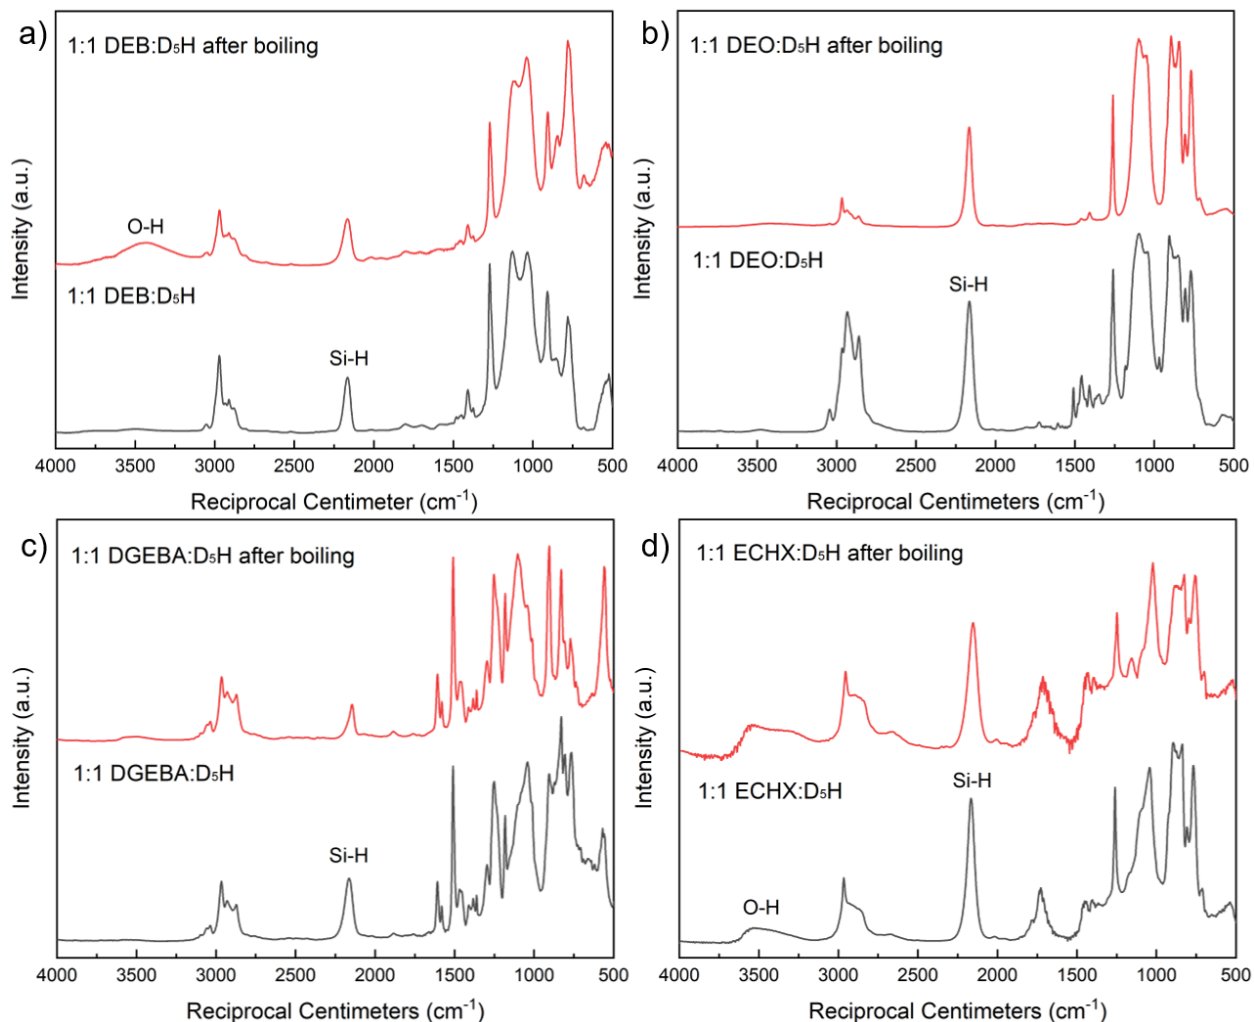 a)
1:1 DEB:D₅H after boiling
O-H
1:1 DEB:D₅H
Si-H
Intensity (a.u.)
4000 3500 3000 2500 2000 1500 1000 500
Reciprocal Centimeter (cm⁻¹)
b)
1:1 DEO:D₅H after boiling
1:1 DEO:D₅H
Si-H
Intensity (a.u.)
4000 3500 3000 2500 2000 1500 1000 500
Reciprocal Centimeters (cm⁻¹)
c)
1:1 DGEBA:D₅H after boiling
1:1 DGEBA:D₅H
Si-H
Intensity (a.u.)
4000 3500 3000 2500 2000 1500 1000 500
Reciprocal Centimeters (cm⁻¹)
d)
1:1 ECHX:D₅H after boiling
1:1 ECHX:D₅H
Si-H
O-H
Intensity (a.u.)
4000 3500 3000 2500 2000 1500 1000 500
Reciprocal Centimeters (cm⁻¹)